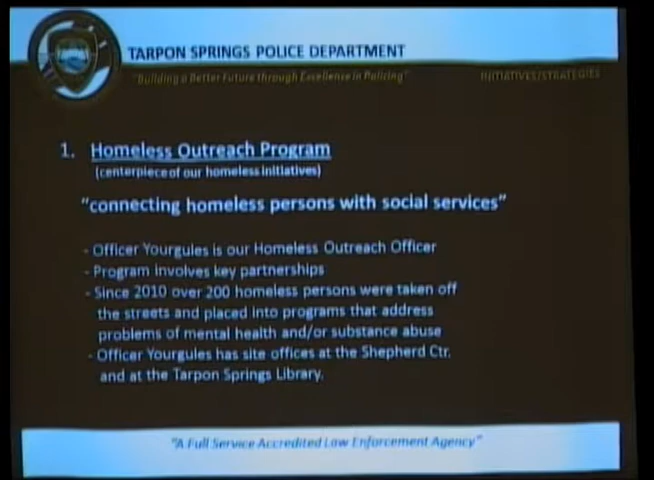 TARPON SPRINGS POLICE DEPARTMENT
"Building a Better Future through Excellence in Policing"
INITIATIVES/STRATEGIES
1. Homeless Outreach Program
(centerpiece of our homeless initiatives)
"connecting homeless persons with social services"
- Officer Yourgules is our Homeless Outreach Officer
- Program involves key partnerships
- Since 2010 over 200 homeless persons were taken off
the streets and placed into programs that address
problems of mental health and/or substance abuse
- Officer Yourgules has site offices at the Shepherd Ctr.
and at the Tarpon Springs Library.
"A Full Service Accredited Law Enforcement Agency"